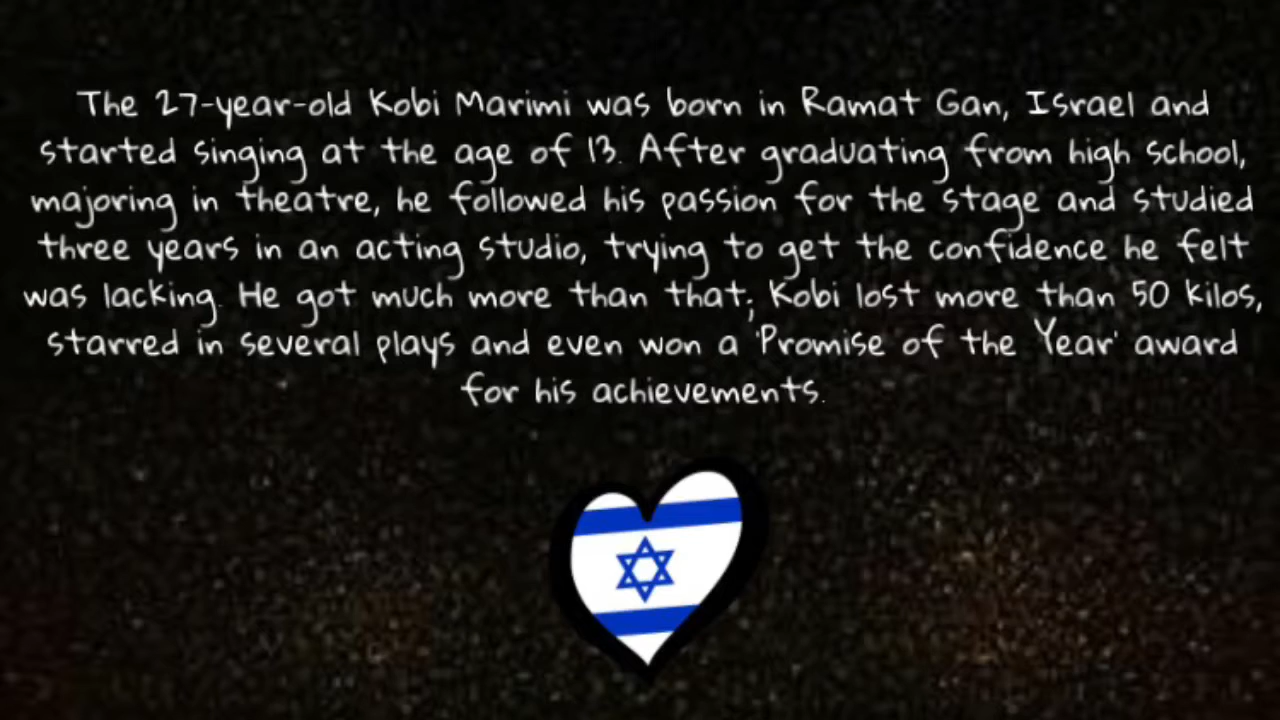 The 27-year-old Kobi Marimi was born in Ramat Gan, Israel and
started singing at the age of 13. After graduating from high school,
majoring in theatre, he followed his passion for the stage and studied
three years in an acting studio, trying to get the confidence he felt
was lacking. He got much more than that; Kobi lost more than 50 kilos,
starred in several plays and even won a 'Promise of the Year' award
for his achievements.